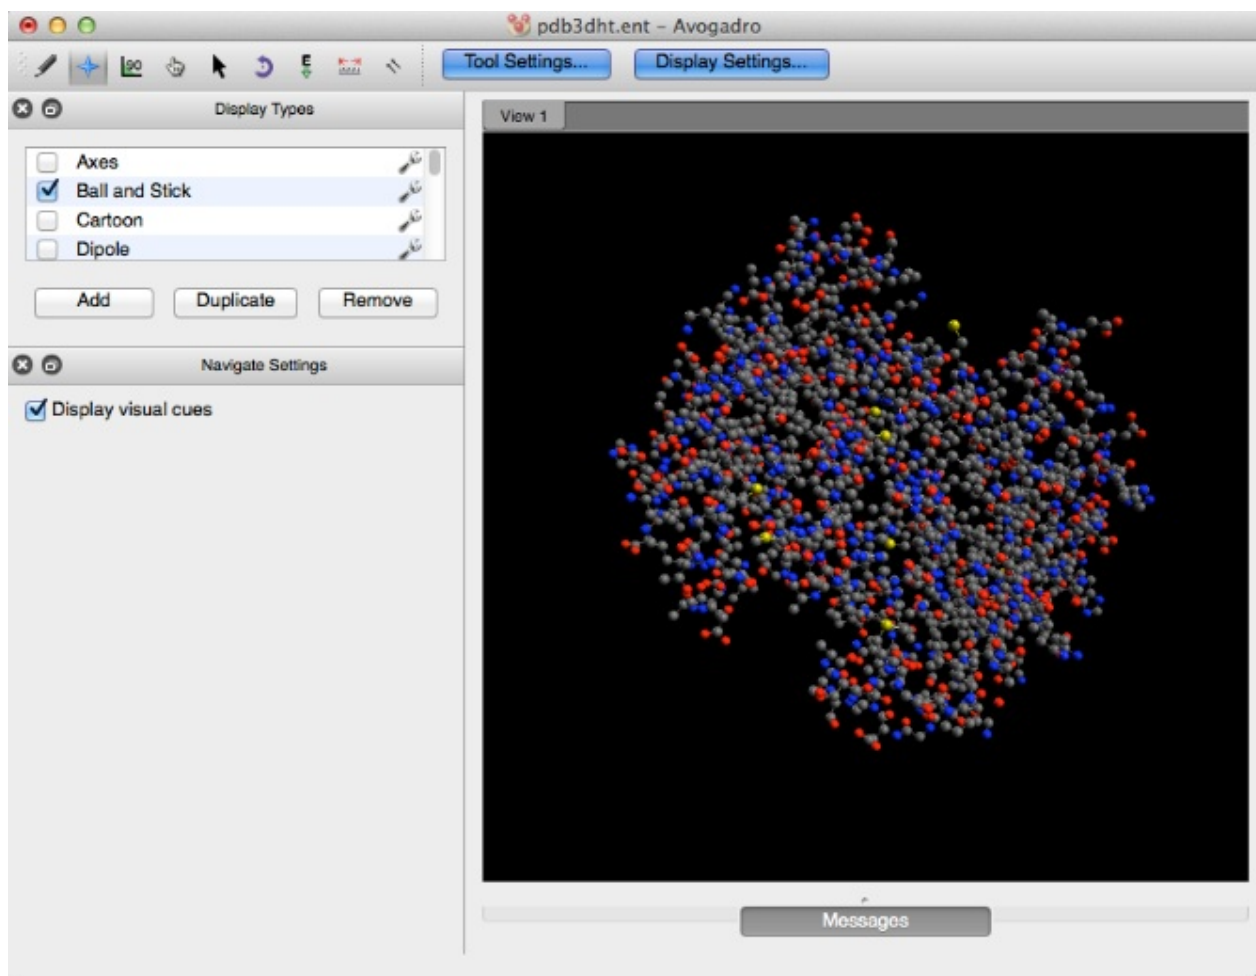 pdb3dht.ent – Avogadro
90
E
Tool Settings...
Display Settings...
Display Types
View 1
Axes
Ball and Stick
Cartoon
Dipole
Add
Duplicate
Remove
Navigate Settings
Display visual cues
Messages